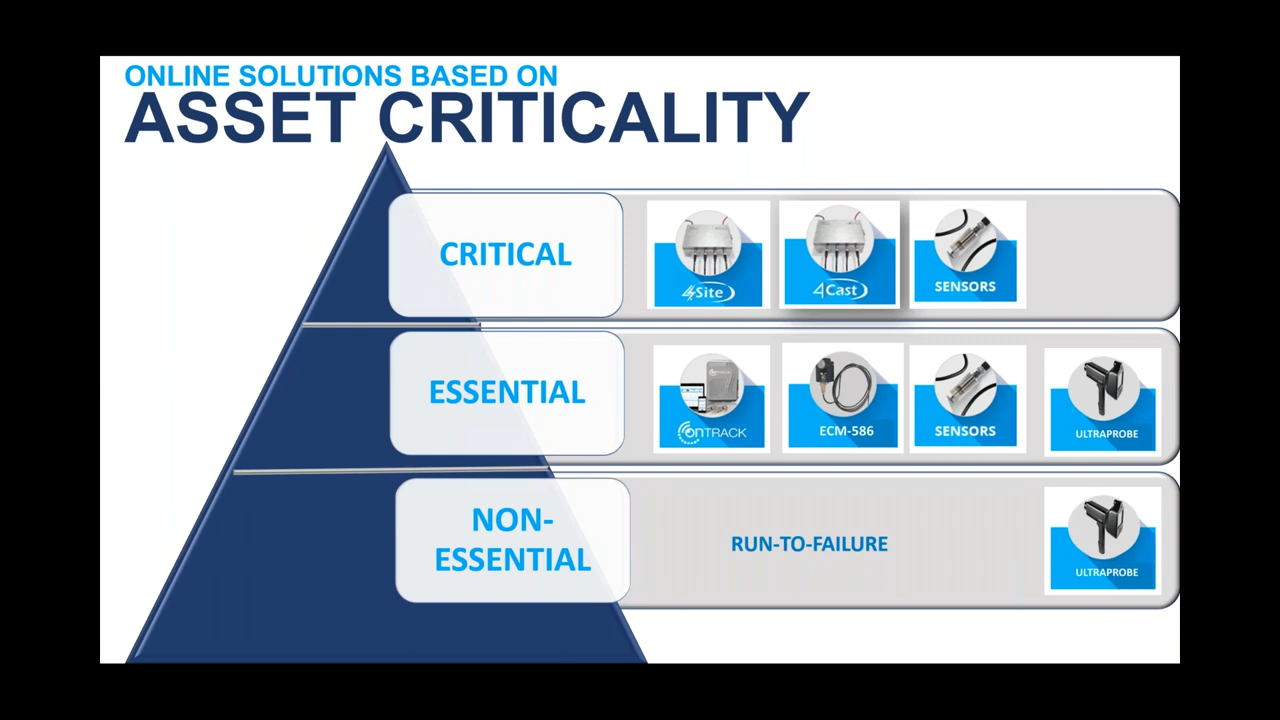 ONLINE SOLUTIONS BASED ON
ASSET CRITICALITY
CRITICAL
4Site
4Cast
SENSORS
ESSENTIAL
ONTRACK
ECM-586
SENSORS
ULTRAPROBE
NON-
ESSENTIAL
RUN-TO-FAILURE
ULTRAPROBE